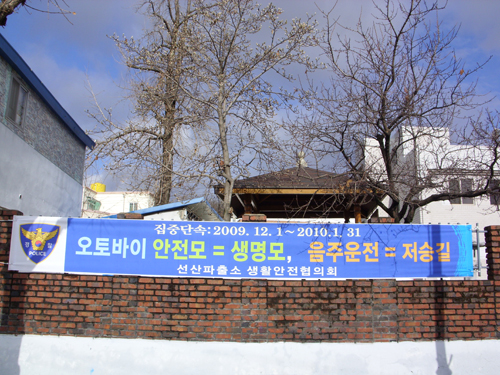 집중단속:2009. 12. 1~2010.1. 31
경찰
POLICE
오토바이 안전모 = 생명모, 음주운전 = 저승길
선산파출소 생활안전협의회